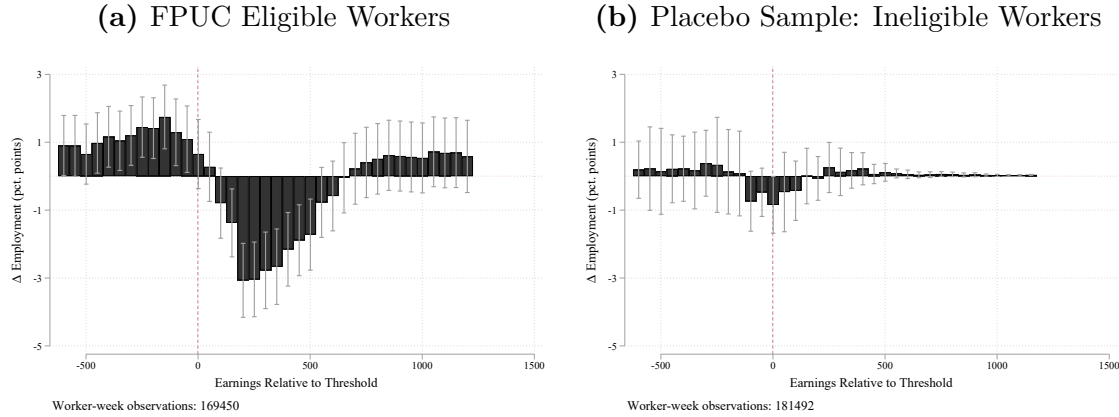 (a) FPUC Eligible Workers
3
1
-1
-3
-5
Δ Employment (pct. points)
-500
0
500
1000
1500
Earnings Relative to Threshold
Worker-week observations: 169450
(b) Placebo Sample: Ineligible Workers
3
1
-1
-3
-5
Δ Employment (pct. points)
-500
0
500
1000
1500
Earnings Relative to Threshold
Worker-week observations: 181492